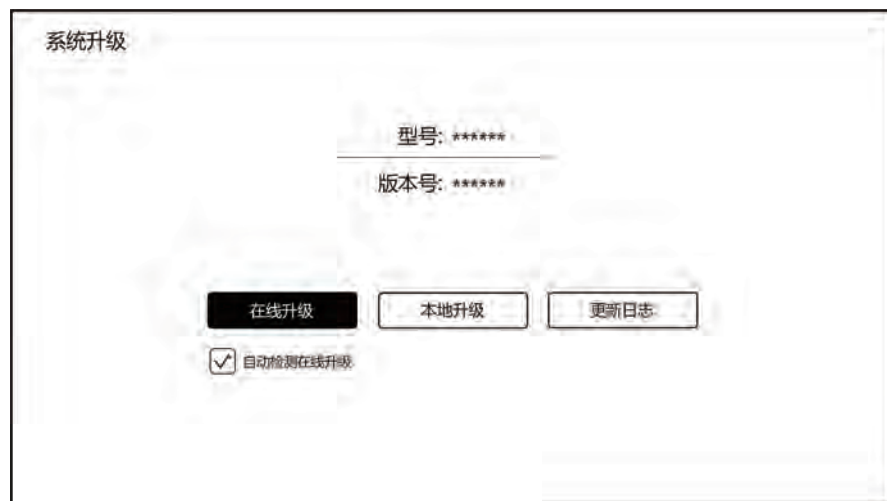 系统升级
型号: ******
版本号: ******
在线升级 本地升级 更新日志
自动检测在线升级